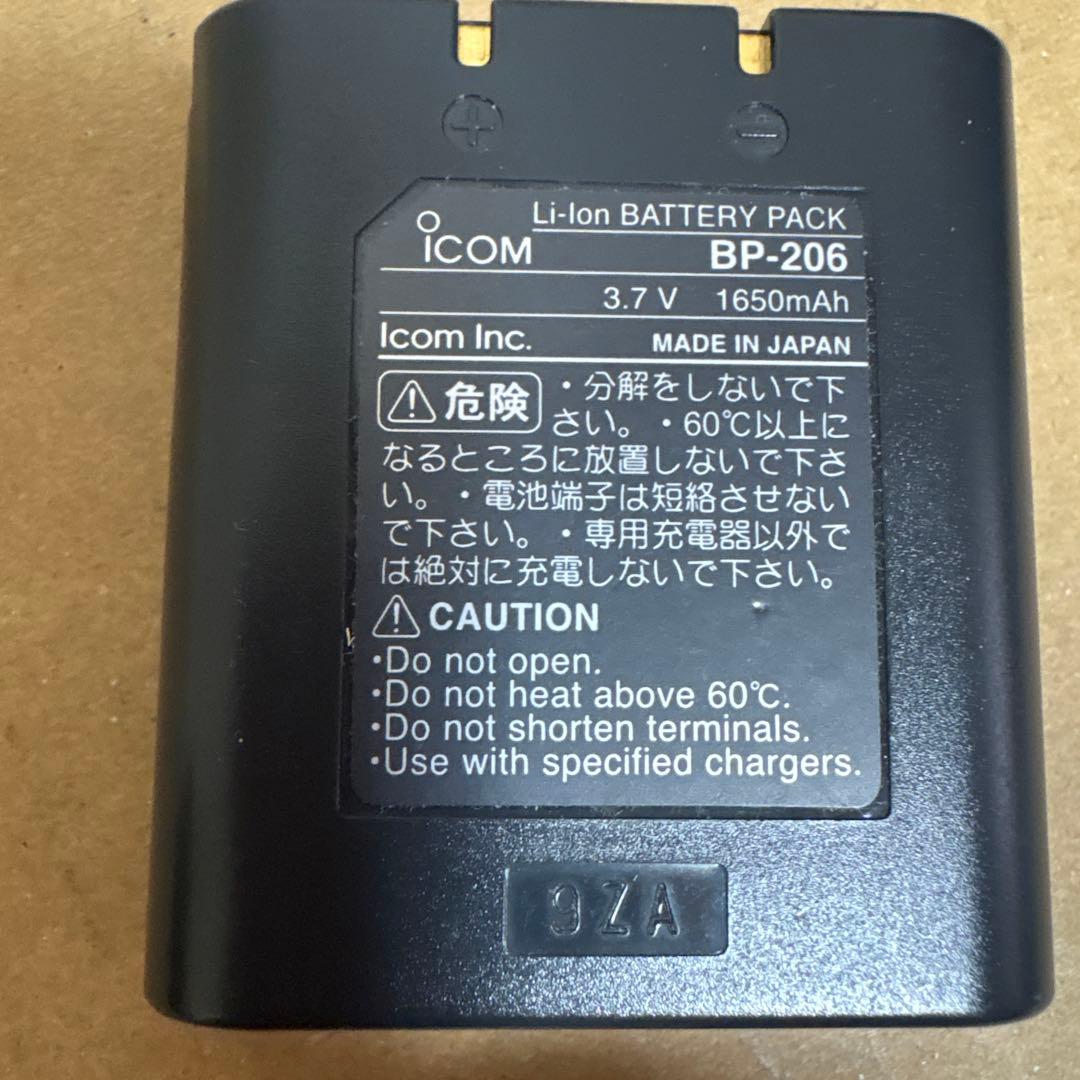 + −
Li-Ion BATTERY PACK
ICOM BP-206
3.7 V 1650mAh
Icom Inc. MADE IN JAPAN
危険 ・分解をしないで下
さい。・60℃以上に
なるところに放置しないで下さ
い。・電池端子は短絡させない
で下さい。・専用充電器以外で
は絶対に充電しないで下さい。
CAUTION
・Do not open.
・Do not heat above 60℃.
・Do not shorten terminals.
・Use with specified chargers.
9ZA